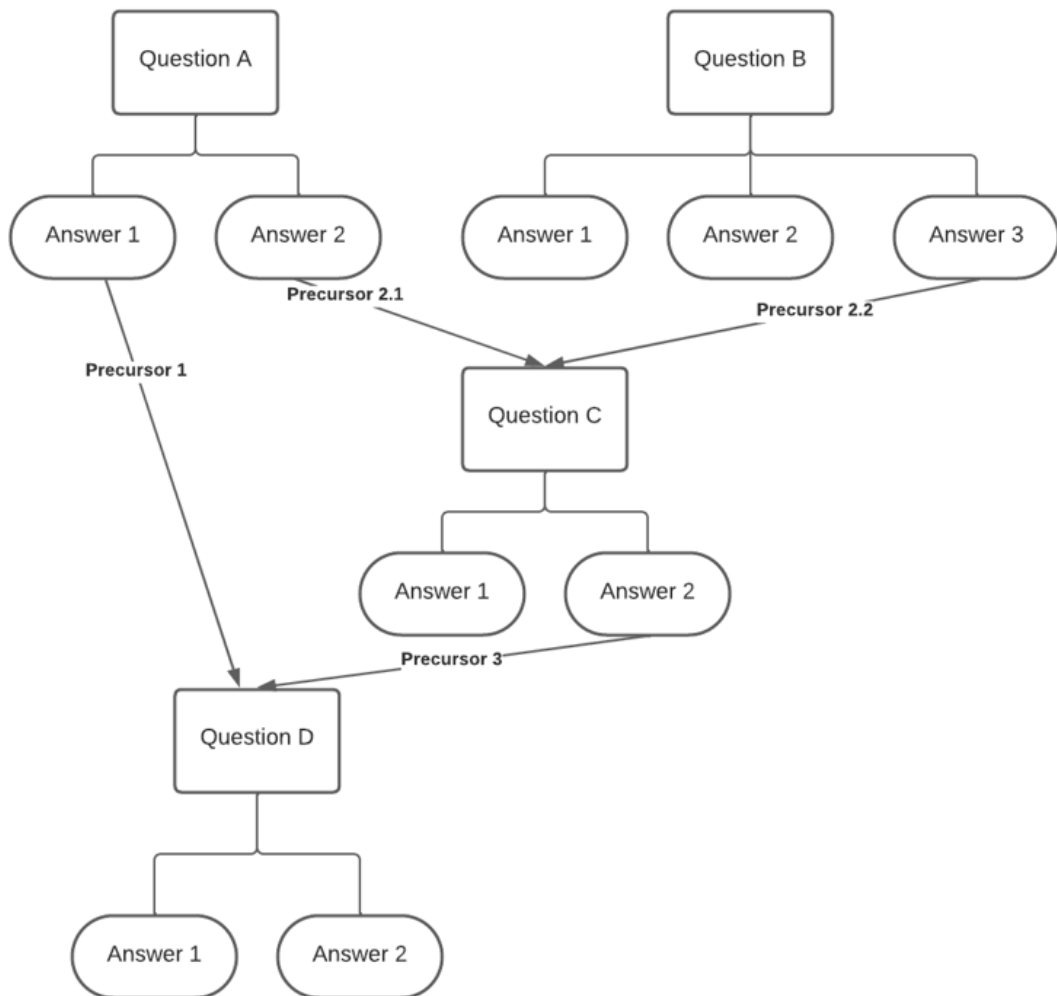 Question A
Question B
Answer 1
Answer 2
Answer 1
Answer 2
Answer 3
Precursor 2.1
Precursor 2.2
Precursor 1
Question C
Answer 1
Answer 2
Precursor 3
Question D
Answer 1
Answer 2